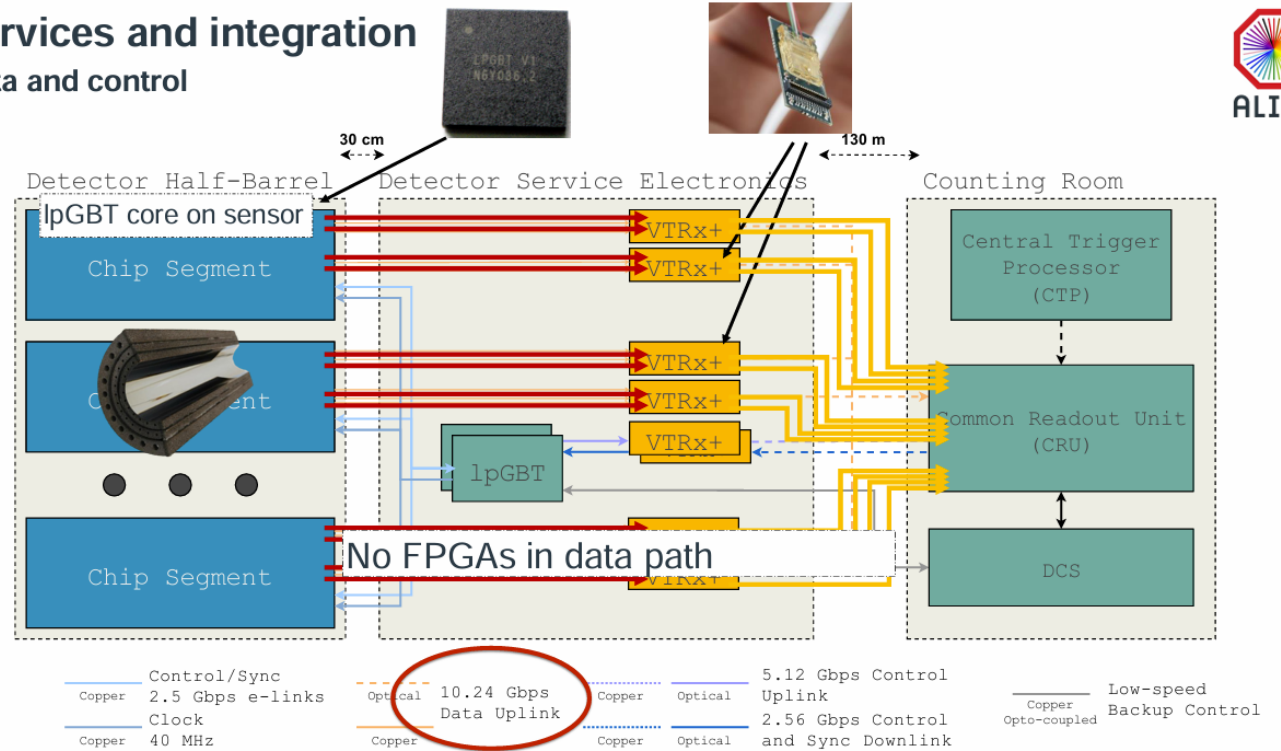 rvices and integration
ta and control
LPGBT V1
N6Y086.2
ALI
30 cm
130 m
Detector Half-Barrel
Detector Service Electronics
Counting Room
lpGBT core on sensor
Chip Segment
VTRx+
VTRx+
Central Trigger
Processor
(CTP)
VTRx+
VTRx+
Common Readout Unit
(CRU)
VTRx+
lpGBT
No FPGAs in data path
Chip Segment
VTRx+
DCS
Copper
Control/Sync
2.5 Gbps e-links
Copper
Clock
40 MHz
Optical
Copper
10.24 Gbps
Data Uplink
Copper
Optical
5.12 Gbps Control
Uplink
Copper
Optical
2.56 Gbps Control
and Sync Downlink
Copper
Opto-coupled
Low-speed
Backup Control